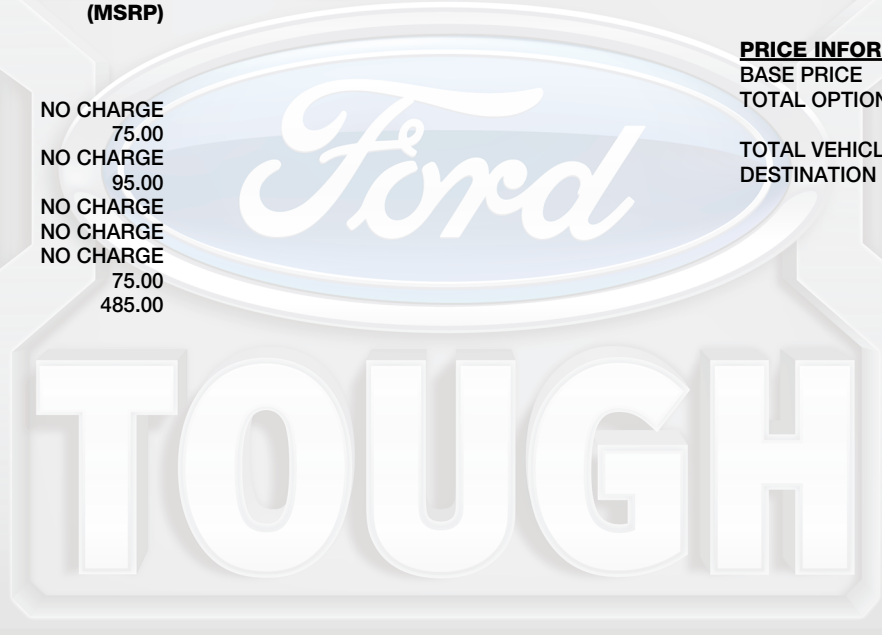 (MSRP)
NO CHARGE
75.00
NO CHARGE
95.00
NO CHARGE
NO CHARGE
NO CHARGE
75.00
485.00
PRICE INFOR
BASE PRICE
TOTAL OPTION
TOTAL VEHICL
DESTINATION
Ford
TOUGH